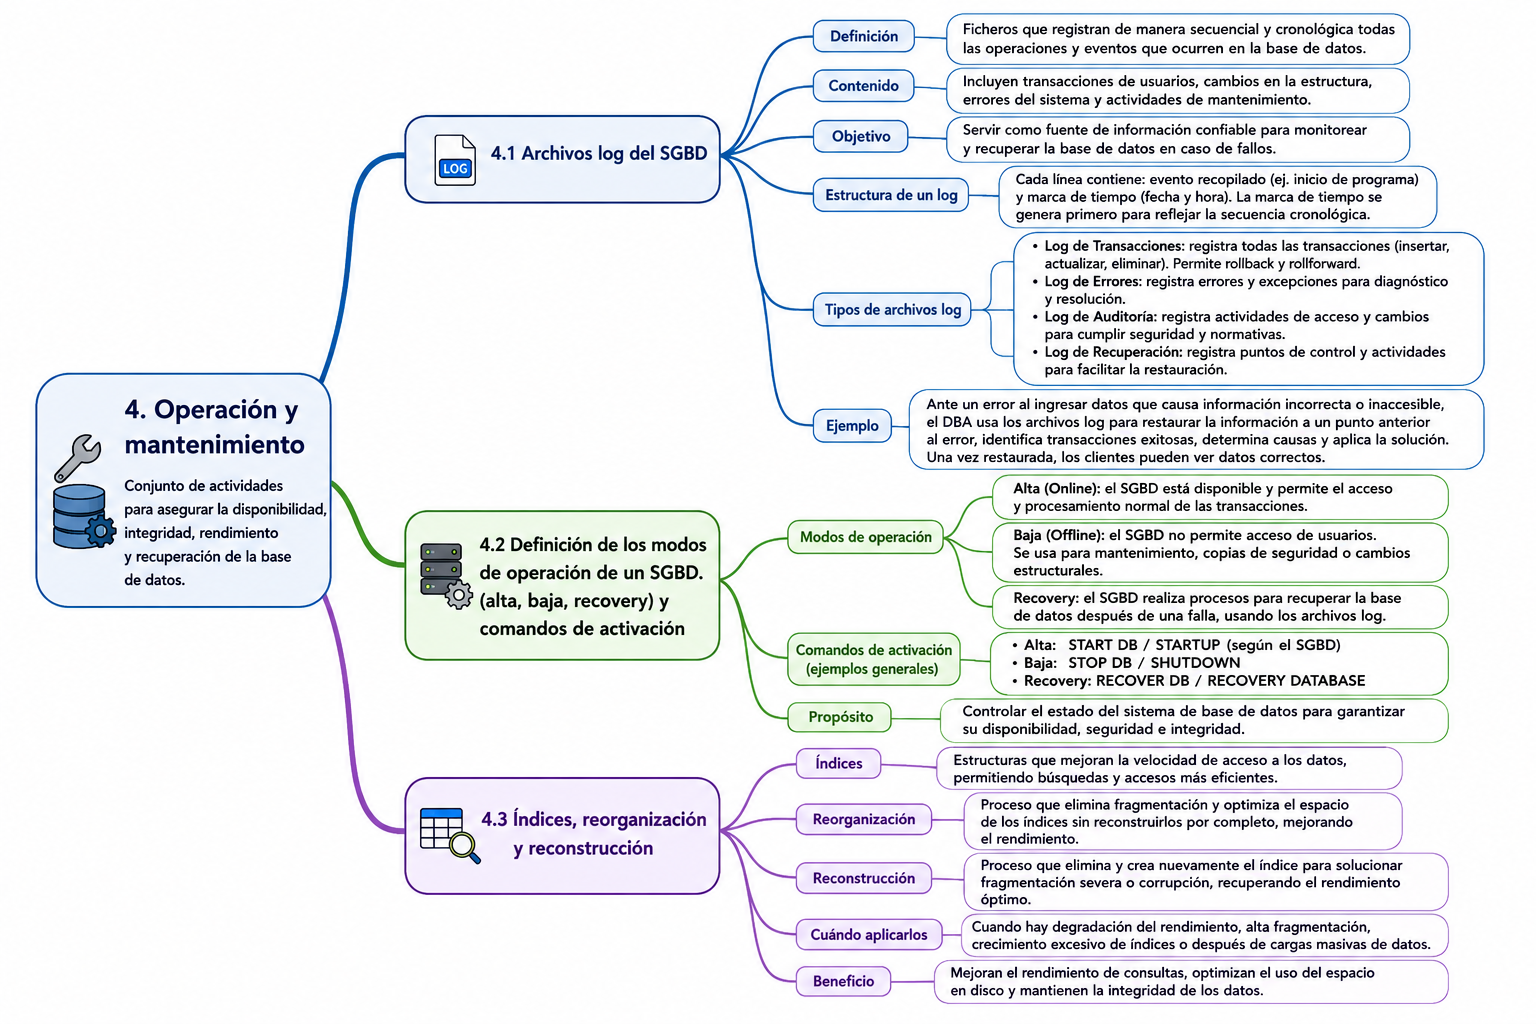 4. Operación y
mantenimiento
Conjunto de actividades
para asegurar la disponibilidad,
integridad, rendimiento
y recuperación de la base
de datos.
LOG
4.1 Archivos log del SGBD
Definición
Ficheros que registran de manera secuencial y cronológica todas
las operaciones y eventos que ocurren en la base de datos.
Contenido
Incluyen transacciones de usuarios, cambios en la estructura,
errores del sistema y actividades de mantenimiento.
Objetivo
Servir como fuente de información confiable para monitorear
y recuperar la base de datos en caso de fallos.
Estructura de un log
Cada línea contiene: evento recopilado (ej. inicio de programa)
y marca de tiempo (fecha y hora). La marca de tiempo se
genera primero para reflejar la secuencia cronológica.
Tipos de archivos log
• Log de Transacciones: registra todas las transacciones (insertar,
actualizar, eliminar). Permite rollback y rollforward.
• Log de Errores: registra errores y excepciones para diagnóstico
y resolución.
• Log de Auditoría: registra actividades de acceso y cambios
para cumplir seguridad y normativas.
• Log de Recuperación: registra puntos de control y actividades
para facilitar la restauración.
Ejemplo
Ante un error al ingresar datos que causa información incorrecta o inaccesible,
el DBA usa los archivos log para restaurar la información a un punto anterior
al error, identifica transacciones exitosas, determina causas y aplica la solución.
Una vez restaurada, los clientes pueden ver datos correctos.
4.2 Definición de los modos
de operación de un SGBD.
(alta, baja, recovery) y
comandos de activación
Modos de operación
Alta (Online): el SGBD está disponible y permite el acceso
y procesamiento normal de las transacciones.
Baja (Offline): el SGBD no permite acceso de usuarios.
Se usa para mantenimiento, copias de seguridad o cambios
estructurales.
Recovery: el SGBD realiza procesos para recuperar la base
de datos después de una falla, usando los archivos log.
Comandos de activación
(ejemplos generales)
• Alta: START DB / STARTUP (según el SGBD)
• Baja: STOP DB / SHUTDOWN
• Recovery: RECOVER DB / RECOVERY DATABASE
Propósito
Controlar el estado del sistema de base de datos para garantizar
su disponibilidad, seguridad e integridad.
4.3 Índices, reorganización
y reconstrucción
Índices
Estructuras que mejoran la velocidad de acceso a los datos,
permitiendo búsquedas y accesos más eficientes.
Reorganización
Proceso que elimina fragmentación y optimiza el espacio
de los índices sin reconstruirlos por completo, mejorando
el rendimiento.
Reconstrucción
Proceso que elimina y crea nuevamente el índice para solucionar
fragmentación severa o corrupción, recuperando el rendimiento
óptimo.
Cuándo aplicarlos
Cuando hay degradación del rendimiento, alta fragmentación,
crecimiento excesivo de índices o después de cargas masivas de datos.
Beneficio
Mejoran el rendimiento de consultas, optimizan el uso del espacio
en disco y mantienen la integridad de los datos.